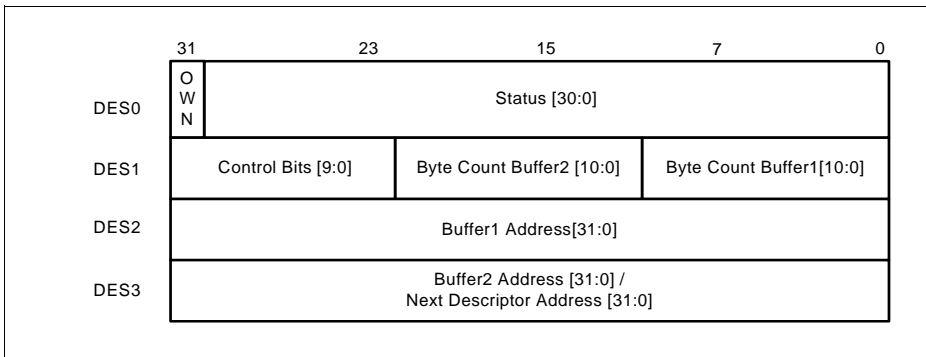 31 23 15 7 0
DES0 OWN Status [30:0]
DES1 Control Bits [9:0] Byte Count Buffer2 [10:0] Byte Count Buffer1[10:0]
DES2 Buffer1 Address[31:0]
DES3 Buffer2 Address [31:0] /
Next Descriptor Address [31:0]